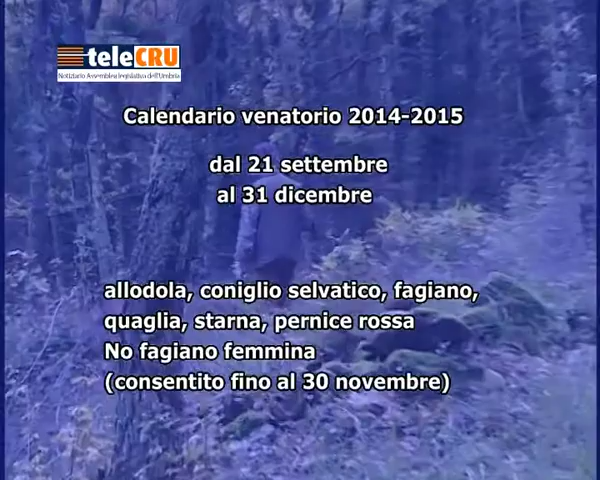 teleCRU
Notiziario Assemblea legislativa dell'Umbria
Calendario venatorio 2014-2015
dal 21 settembre
al 31 dicembre
allodola, coniglio selvatico, fagiano,
quaglia, starna, pernice rossa
No fagiano femmina
(consentito fino al 30 novembre)